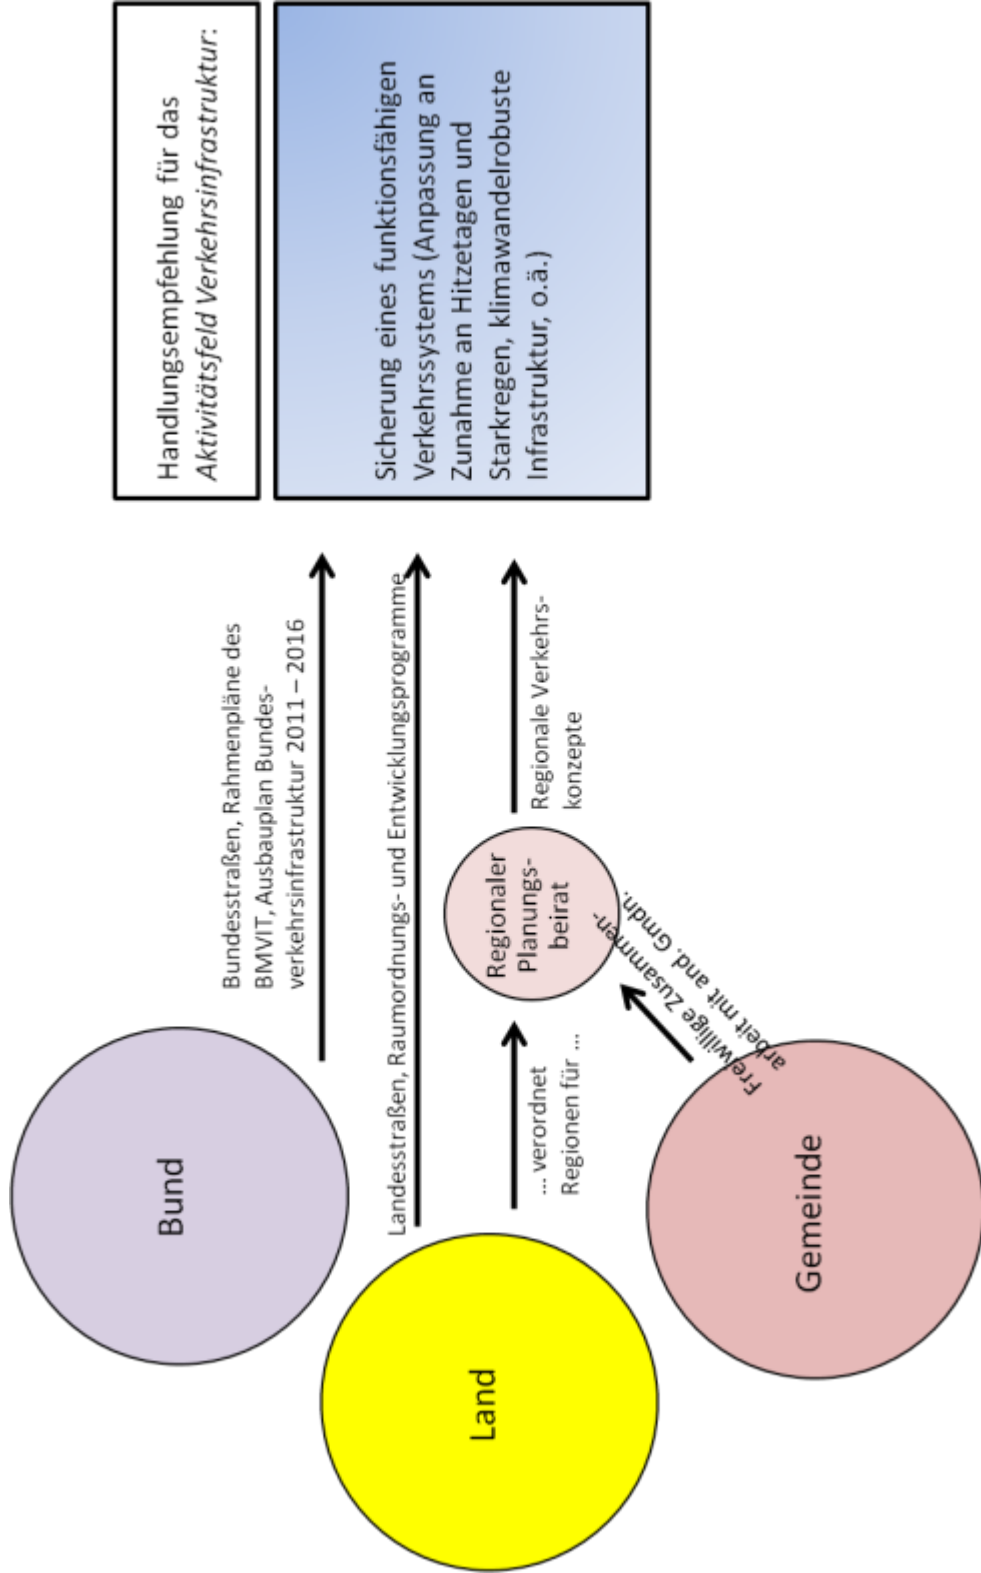 Handlungsempfehlung für das
Aktivitätsfeld Verkehrsinfrastruktur:
Sicherung eines funktionsfähigen
Verkehrssystems (Anpassung an
Zunahme an Hitzetagen und
Starkregen, klimawandelrobuste
Infrastruktur, o.ä.)
Bund
Bundesstraßen, Rahmenpläne des
BMVIT, Ausbauplan Bundes-
verkehrsinfrastruktur 2011 – 2016
Land
Landesstraßen, Raumordnungs- und Entwicklungsprogramme
... verordnet
Regionen für ...
Regionaler
Planungs-
beirat
Regionale Verkehrs-
konzepte
Gemeinde
Freiwillige Zusammen-
arbeit mit and. Gmdn.